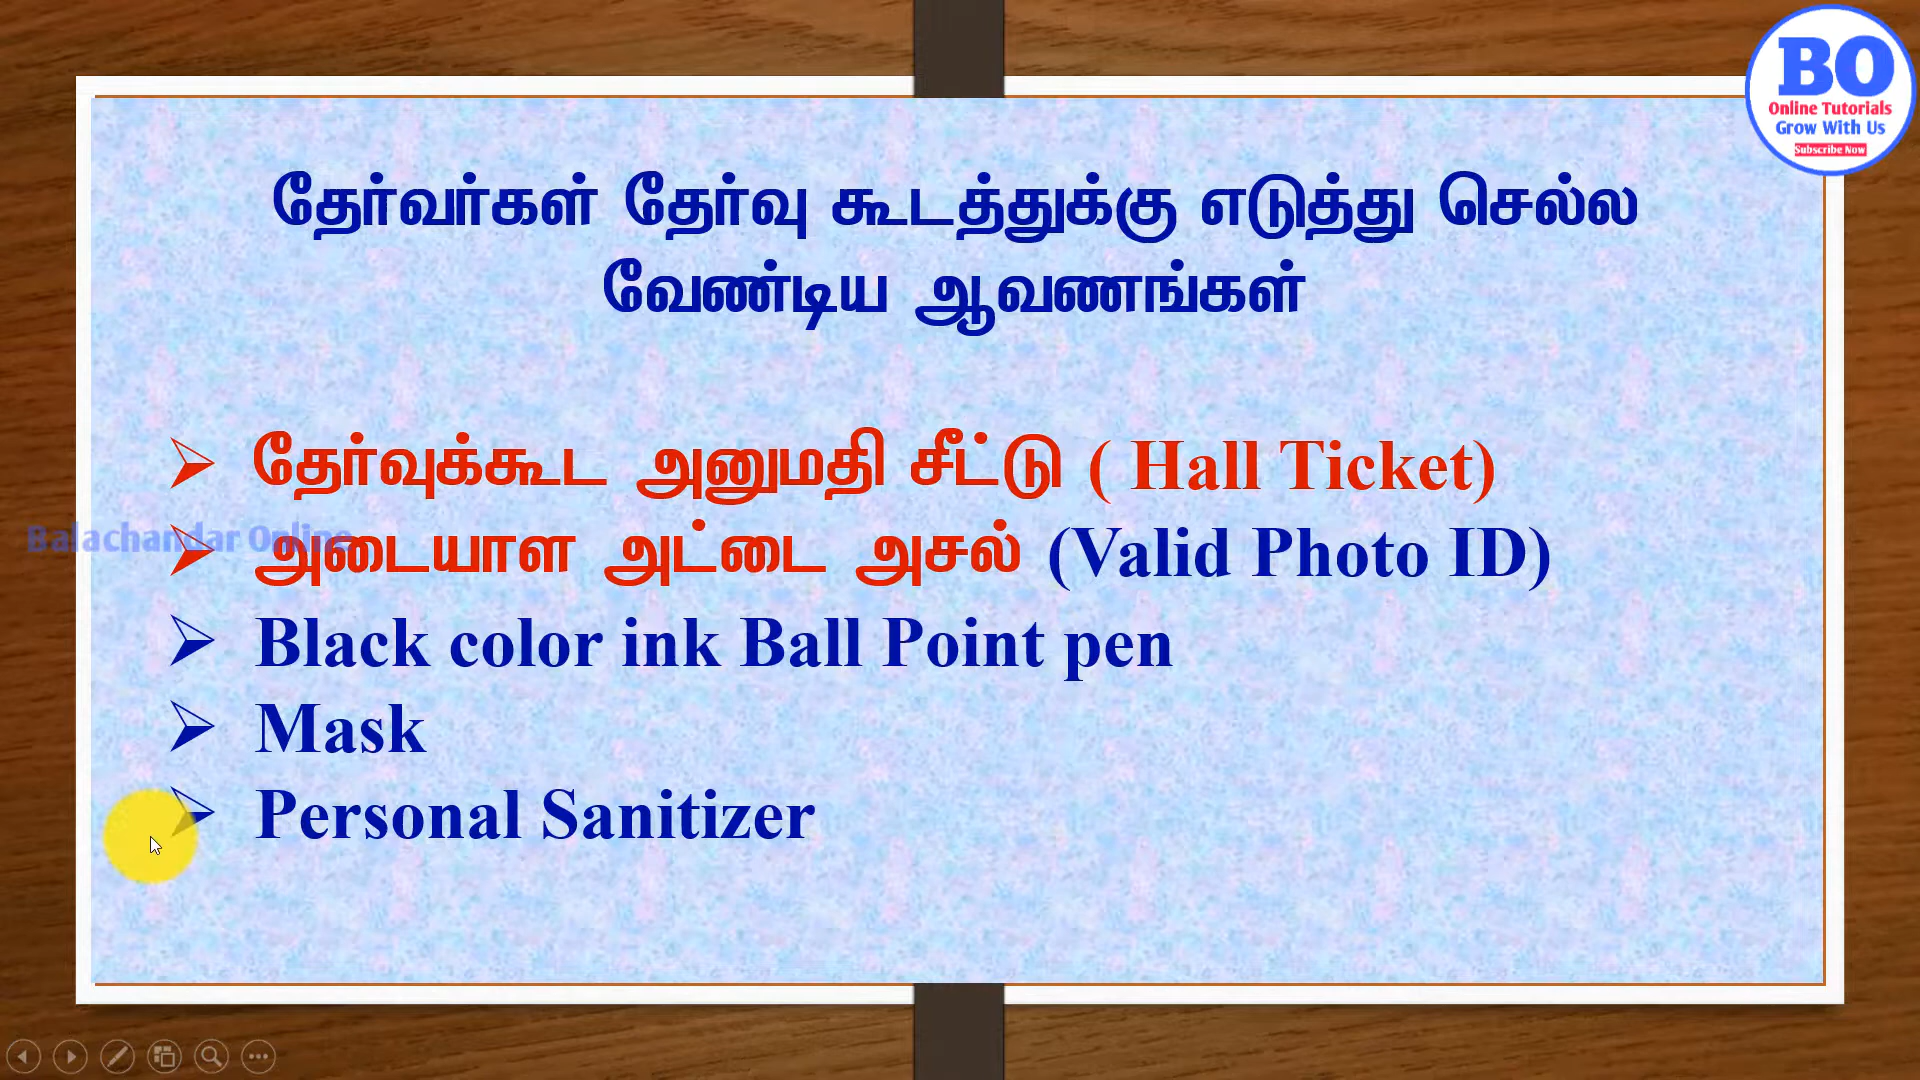 BO
Online Tutorials
Grow With Us
Subscribe Now
தேர்வர்கள் தேர்வு கூடத்துக்கு எடுத்து செல்ல
வேண்டிய ஆவணங்கள்
தேர்வுக்கூட அனுமதி சீட்டு ( Hall Ticket)
Balachandar Online
அடையாள அட்டை அசல் (Valid Photo ID)
Black color ink Ball Point pen
Mask
Personal Sanitizer